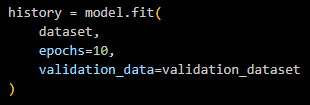 history = model.fit(
    dataset,
    epochs=10,
    validation_data=validation_dataset
)